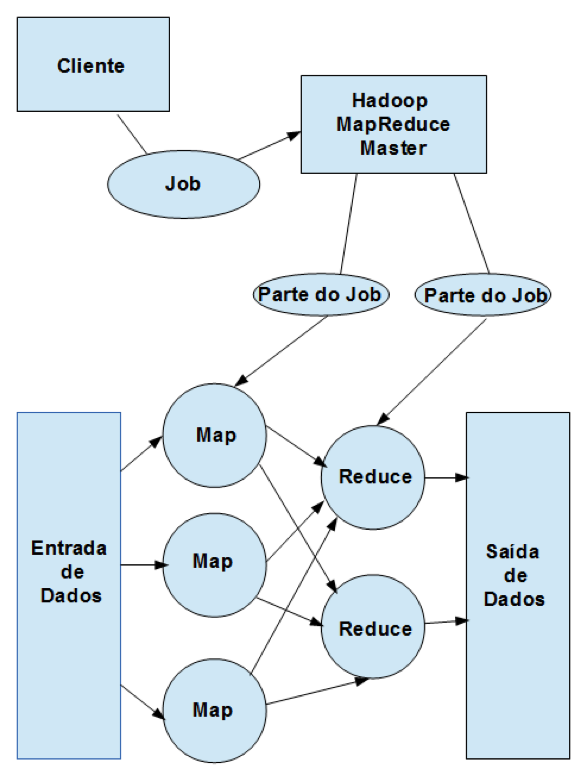 Cliente
Hadoop
MapReduce
Master
Job
Parte do Job
Parte do Job
Map
Reduce
Entrada
de
Dados
Map
Saída
de
Dados
Reduce
Map